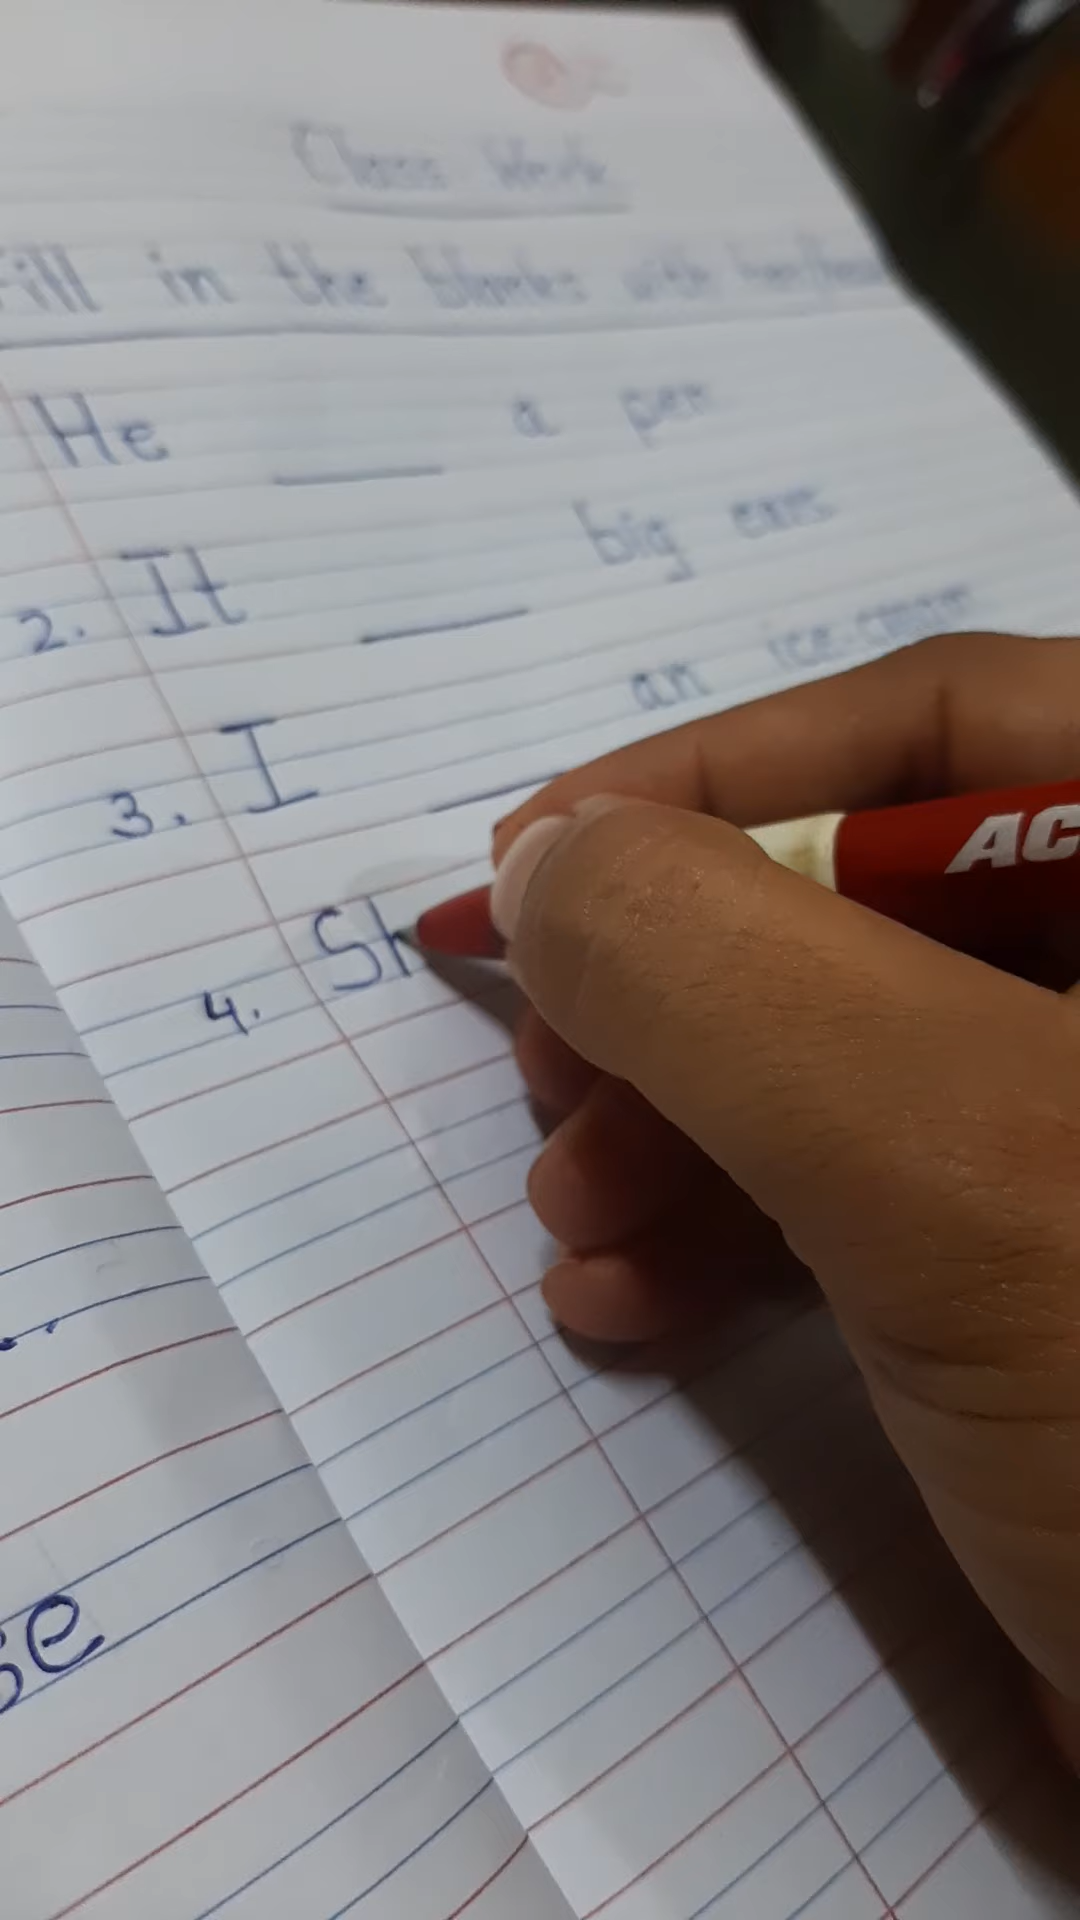 Class Work
Fill in the blanks with
He ____ a pen
2. It ____ big ears.
3. I ____ an ice-cream
4. Sh
AC